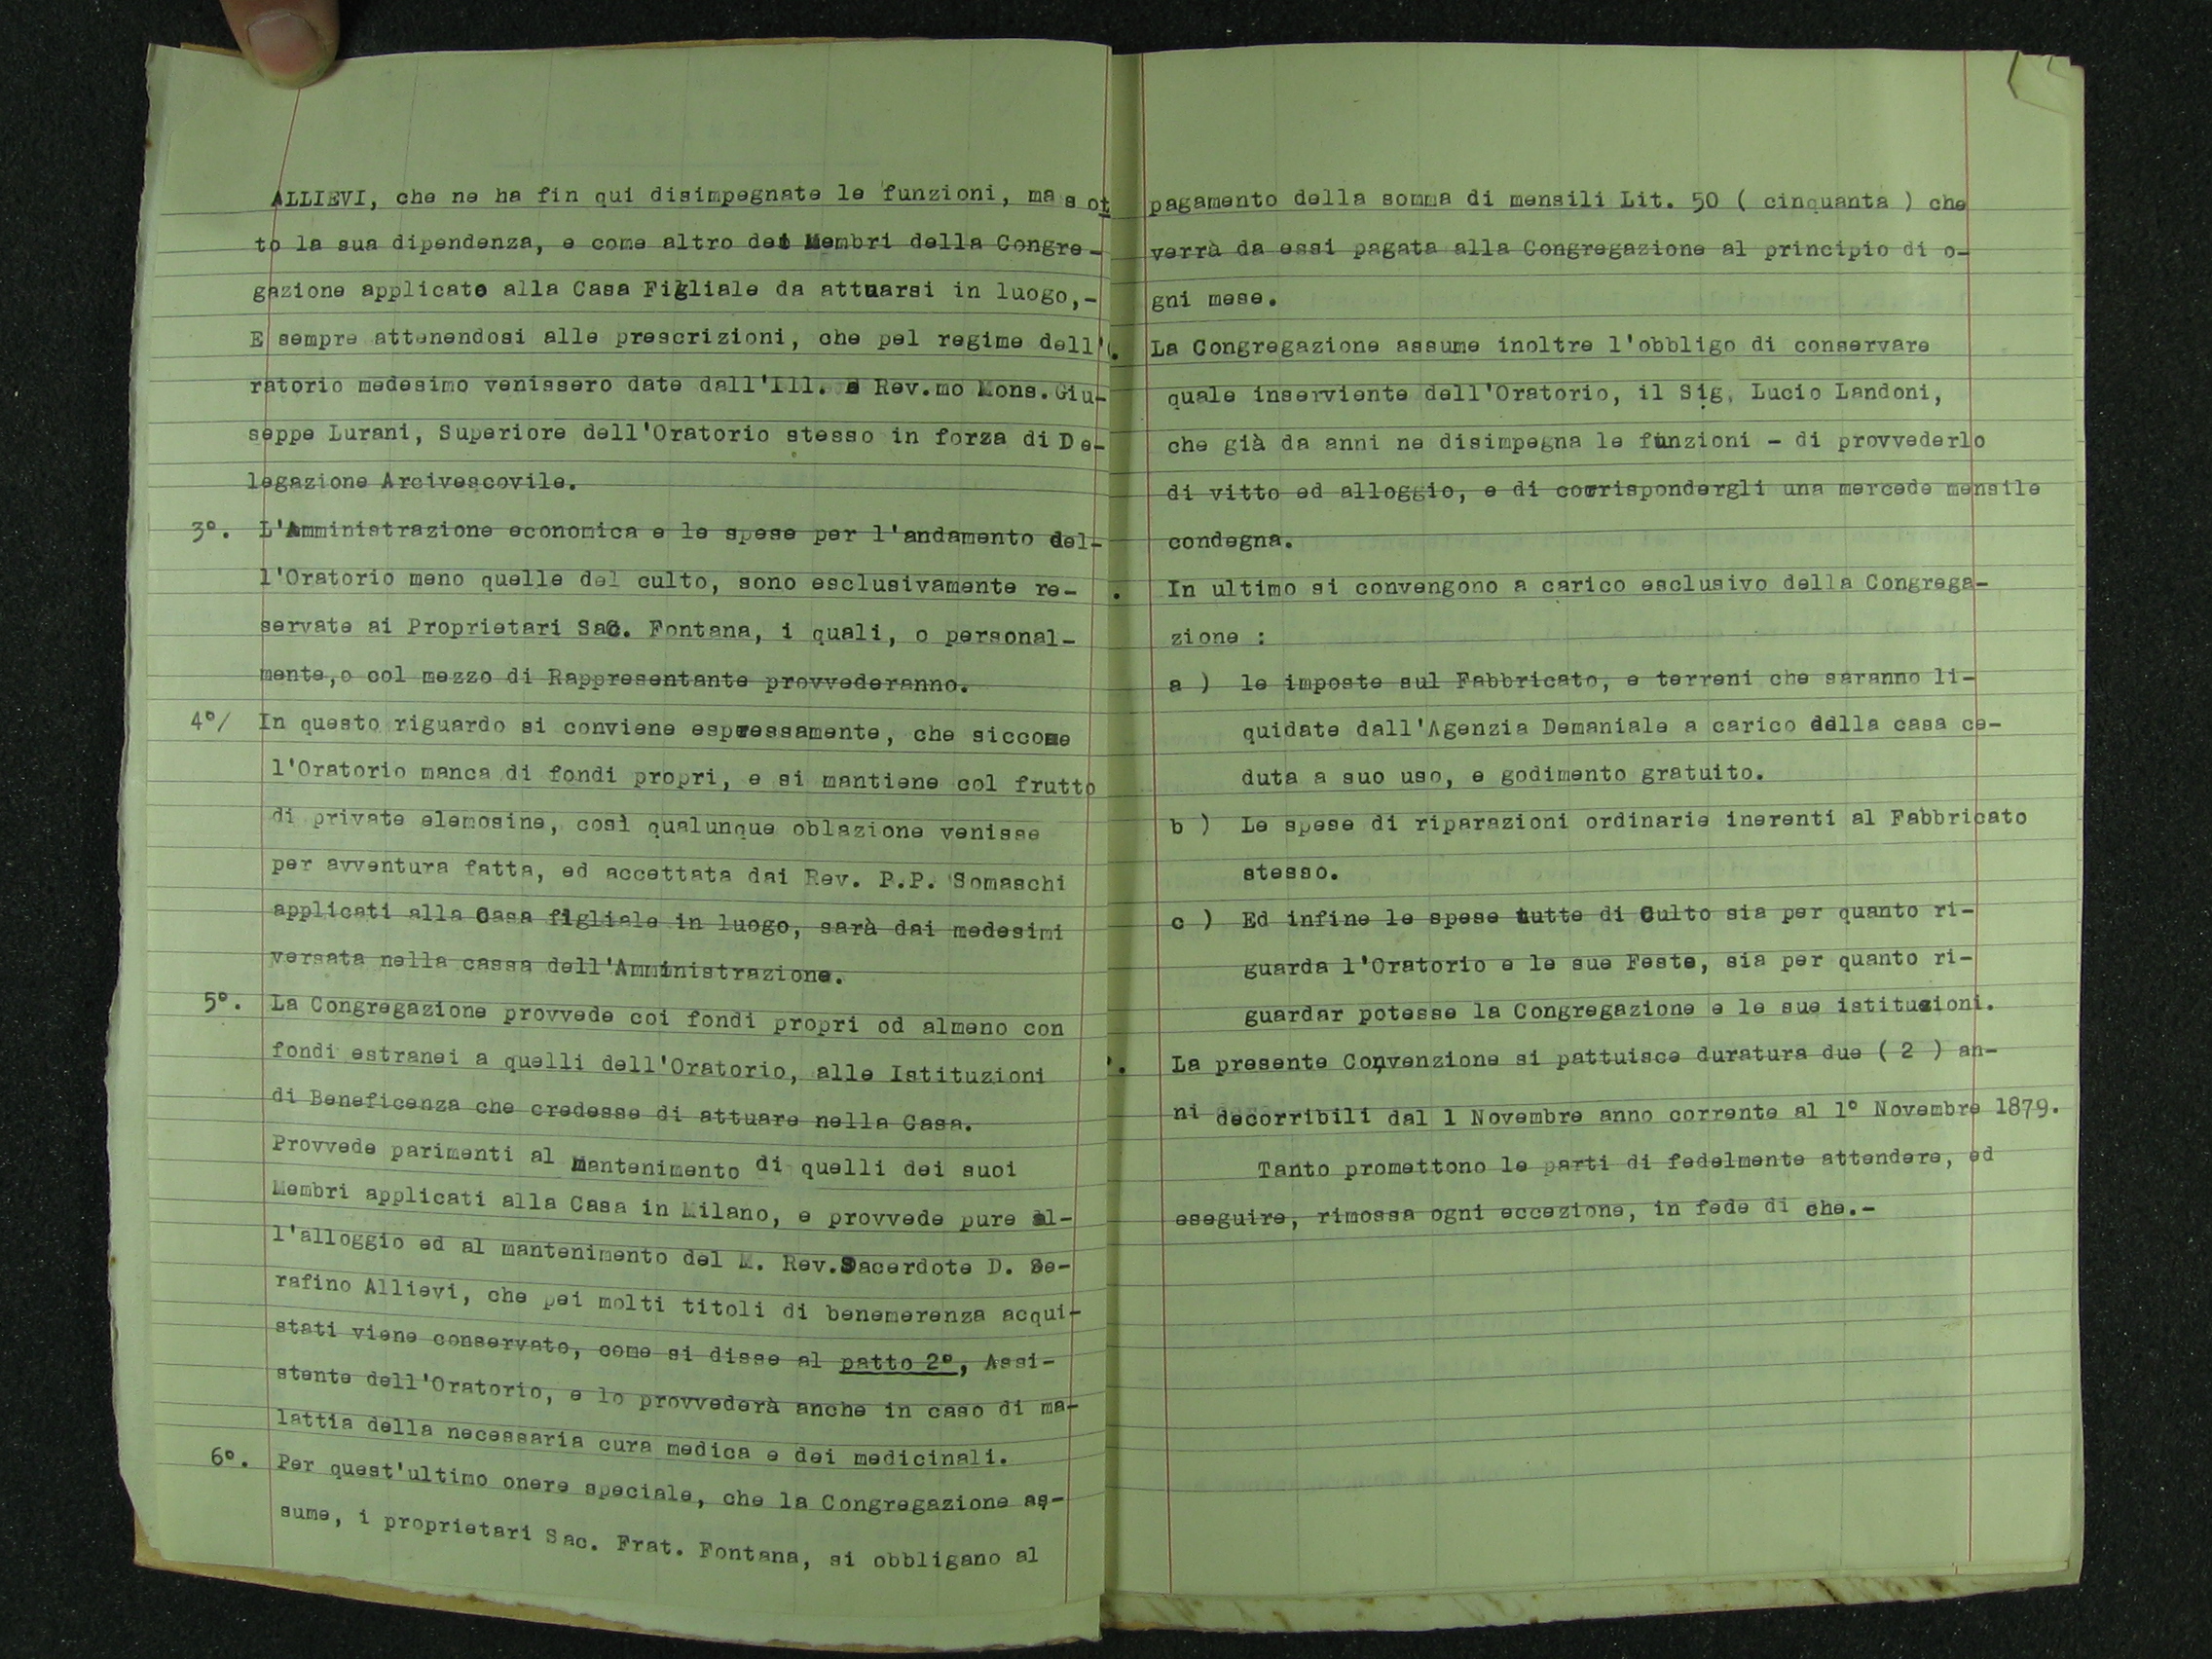 ALLIEVI, che ne ha fin qui disimpegnate le funzioni, ma sot
to la sua dipendenza, e come altro dei Membri della Congre-
gazione applicate alla Casa Figliale da attuarsi in luogo,-
E sempre attenendosi alle prescrizioni, che pel regime dell'
ratorio medesimo venissero date dall'Ill. e Rev.mo Mons.Giu-
seppe Lurani, Superiore dell'Oratorio stesso in forza di De-
legazione Arcivescovile.
3°. L'Amministrazione economica e le spese per l'andamento del-
l'Oratorio meno quelle del culto, sono esclusivamente re-
servate ai Proprietari Sac. Fontana, i quali, o personal-
mente,o col mezzo di Rappresentante provvederanno.
4°/ In questo riguardo si conviene espressamente, che siccome
l'Oratorio manca di fondi propri, e si mantiene col frutto
di private elemosine, così qualunque oblazione venisse
per avventura fatta, ed accettata dai Rev. P.P. Somaschi
applicati alla Casa figliale in luogo, sarà dai medesimi
versata nella cassa dell'Amministrazione.
5°. La Congregazione provvede coi fondi propri od almeno con
fondi estranei a quelli dell'Oratorio, alle Istituzioni
di Beneficenza che credesse di attuare nella Casa.
Provvede parimenti al Mantenimento di quelli dei suoi
Membri applicati alla Casa in Milano, e provvede pure al-
l'alloggio ed al mantenimento del M. Rev.Sacerdote D. Se-
rafino Allievi, che pei molti titoli di benemerenza acqui-
stati viene conservato, come si disse al patto 2°, Assi-
stente dell'Oratorio, e lo provvederà anche in caso di ma-
lattia della necessaria cura medica e dei medicinali.
6°. Per quest'ultimo onere speciale, che la Congregazione as-
sume, i proprietari Sac. Frat. Fontana, si obbligano al
pagamento della somma di mensili Lit. 50 ( cinquanta ) che
verrà da essi pagata alla Congregazione al principio di o-
gni mese.
. La Congregazione assume inoltre l'obbligo di conservare
quale inserviente dell'Oratorio, il Sig. Lucio Landoni,
che già da anni ne disimpegna le funzioni - di provvederlo
di vitto ed alloggio, e di corrispondergli una mercede mensile
condegna.
. In ultimo si convengono a carico esclusivo della Congrega-
zione :
a ) le imposte sul Fabbricato, e terreni che saranno li-
quidate dall'Agenzia Demaniale a carico della casa ce-
duta a suo uso, e godimento gratuito.
b ) Le spese di riparazioni ordinarie inerenti al Fabbricato
stesso.
c ) Ed infine le spese tutte di Culto sia per quanto ri-
guarda l'Oratorio e le sue Feste, sia per quanto ri-
guardar potesse la Congregazione e le sue istituzioni.
. La presente Convenzione si pattuisce duratura due ( 2 ) an-
ni decorribili dal 1 Novembre anno corrente al 1° Novembre 1879.
Tanto promettono le parti di fedelmente attendere, ed
eseguire, rimossa ogni eccezione, in fede di che.-